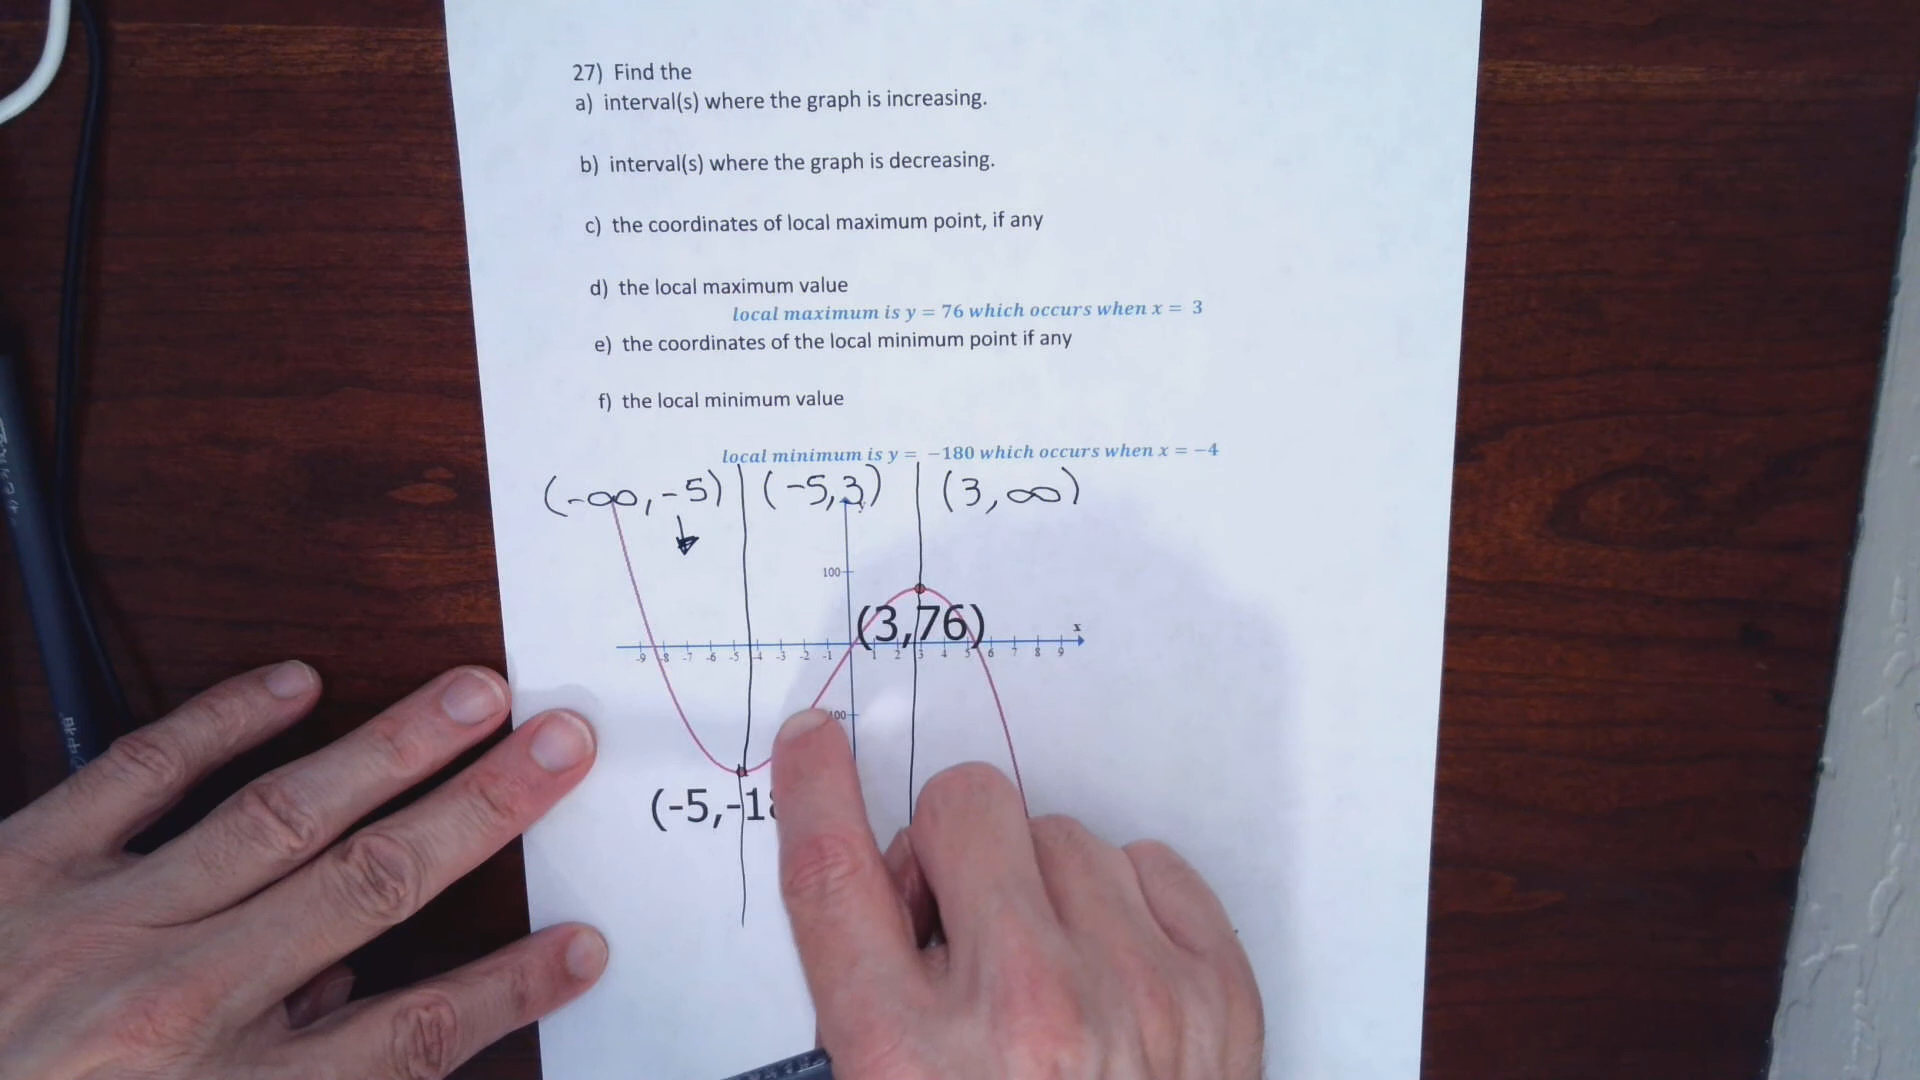 27) Find the
a) interval(s) where the graph is increasing.
b) interval(s) where the graph is decreasing.
c) the coordinates of local maximum point, if any
d) the local maximum value
local maximum is y = 76 which occurs when x = 3
e) the coordinates of the local minimum point if any
f) the local minimum value
local minimum is y = −180 which occurs when x = −4
(-∞,-5) (-5,3) (3,∞)
100
(3,76)
x
-9 -8 -7 -6 -5 -4 -3 -2 -1 1 2 3 4 5 6 7 8 9
100
(-5,-18